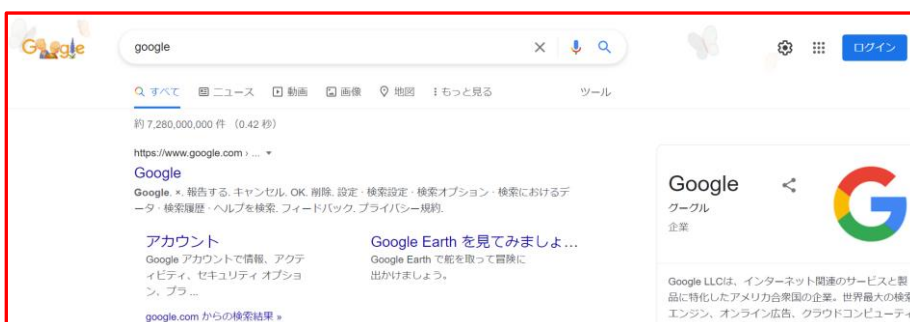 Google
google
ログイン
すべて ニュース 動画 画像 地図 もっと見る ツール
約 7,280,000,000 件 （0.42 秒）
https://www.google.com › ...
Google
Google. ×. 報告する. キャンセル. OK. 削除. 設定 · 検索設定 · 検索オプション · 検索におけるデ
ータ · 検索履歴 · ヘルプを検索. フィードバック. プライバシー規約.
アカウント
Google アカウントで情報、アクテ
ィビティ、セキュリティ オプショ
ン、プラ ...
Google Earth を見てみましょ...
Google Earth で舵を取って冒険に
出かけましょう。
google.com からの検索結果 »
Google
グーグル
企業
Google LLCは、インターネット関連のサービスと製
品に特化したアメリカ合衆国の企業。世界最大の検索
エンジン、オンライン広告、クラウドコンピューティ